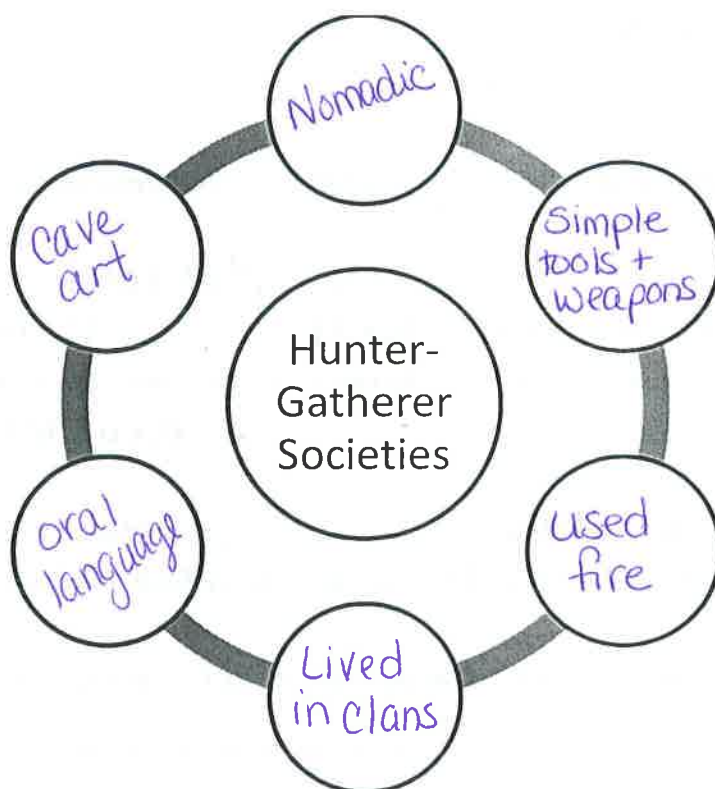 Nomadic
Simple
tools +
weapons
used
fire
Lived
in clans
oral
language
cave
art
Hunter-
Gatherer
Societies